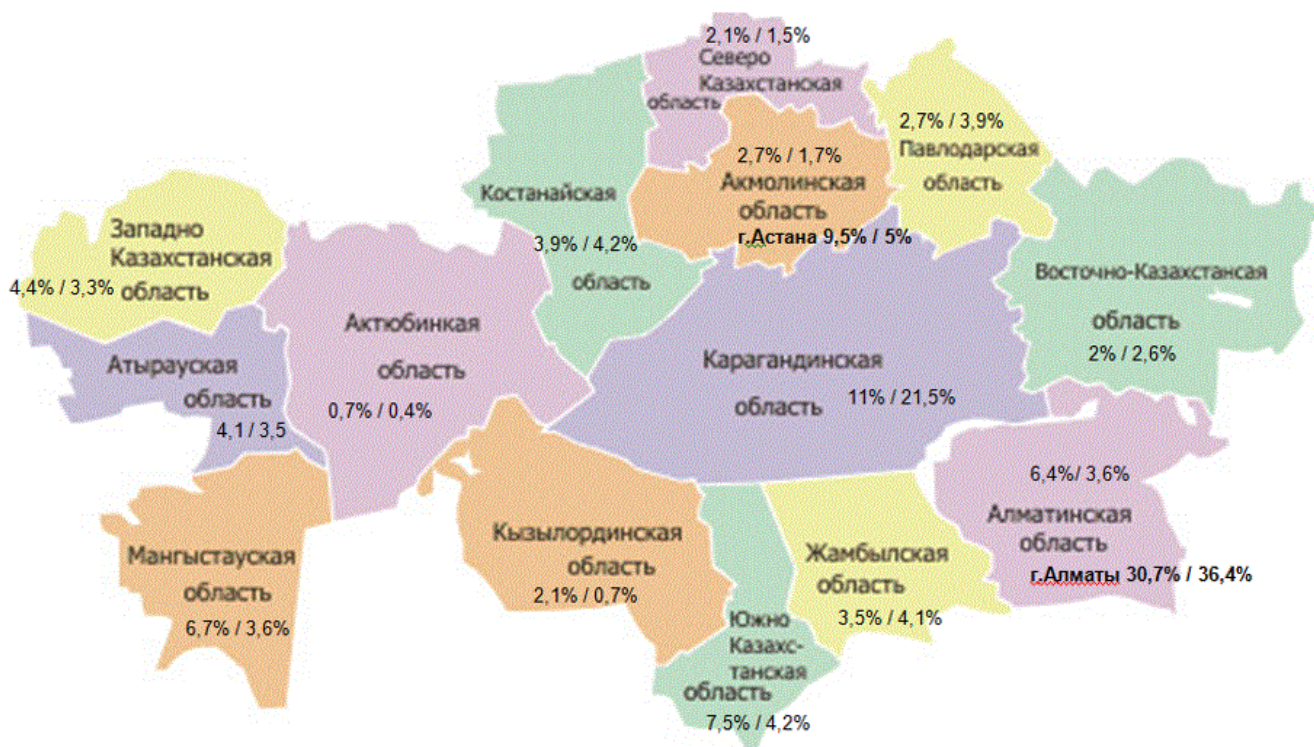 2,1% / 1,5%
Северо
Казахстанская
область
2,7% / 3,9%
Павлодарская
область
2,7% / 1,7%
Акмолинская
область
г.Астана 9,5% / 5%
Костанайская
3,9% / 4,2%
область
Западно
Казахстанская
4,4% / 3,3% область
Восточно-Казахстансая
область
2% / 2,6%
Актюбинкая
область
0,7% / 0,4%
Атырауская
область
4,1 / 3,5
Карагандинская
11% / 21,5%
область
6,4%/ 3,6%
Алматинская
область
г.Алматы 30,7% / 36,4%
Мангыстауская
область
6,7% / 3,6%
Кызылординская
область
2,1% / 0,7%
Жамбылская
область
3,5% / 4,1%
Южно
Казахс-
танская
область
7,5% / 4,2%